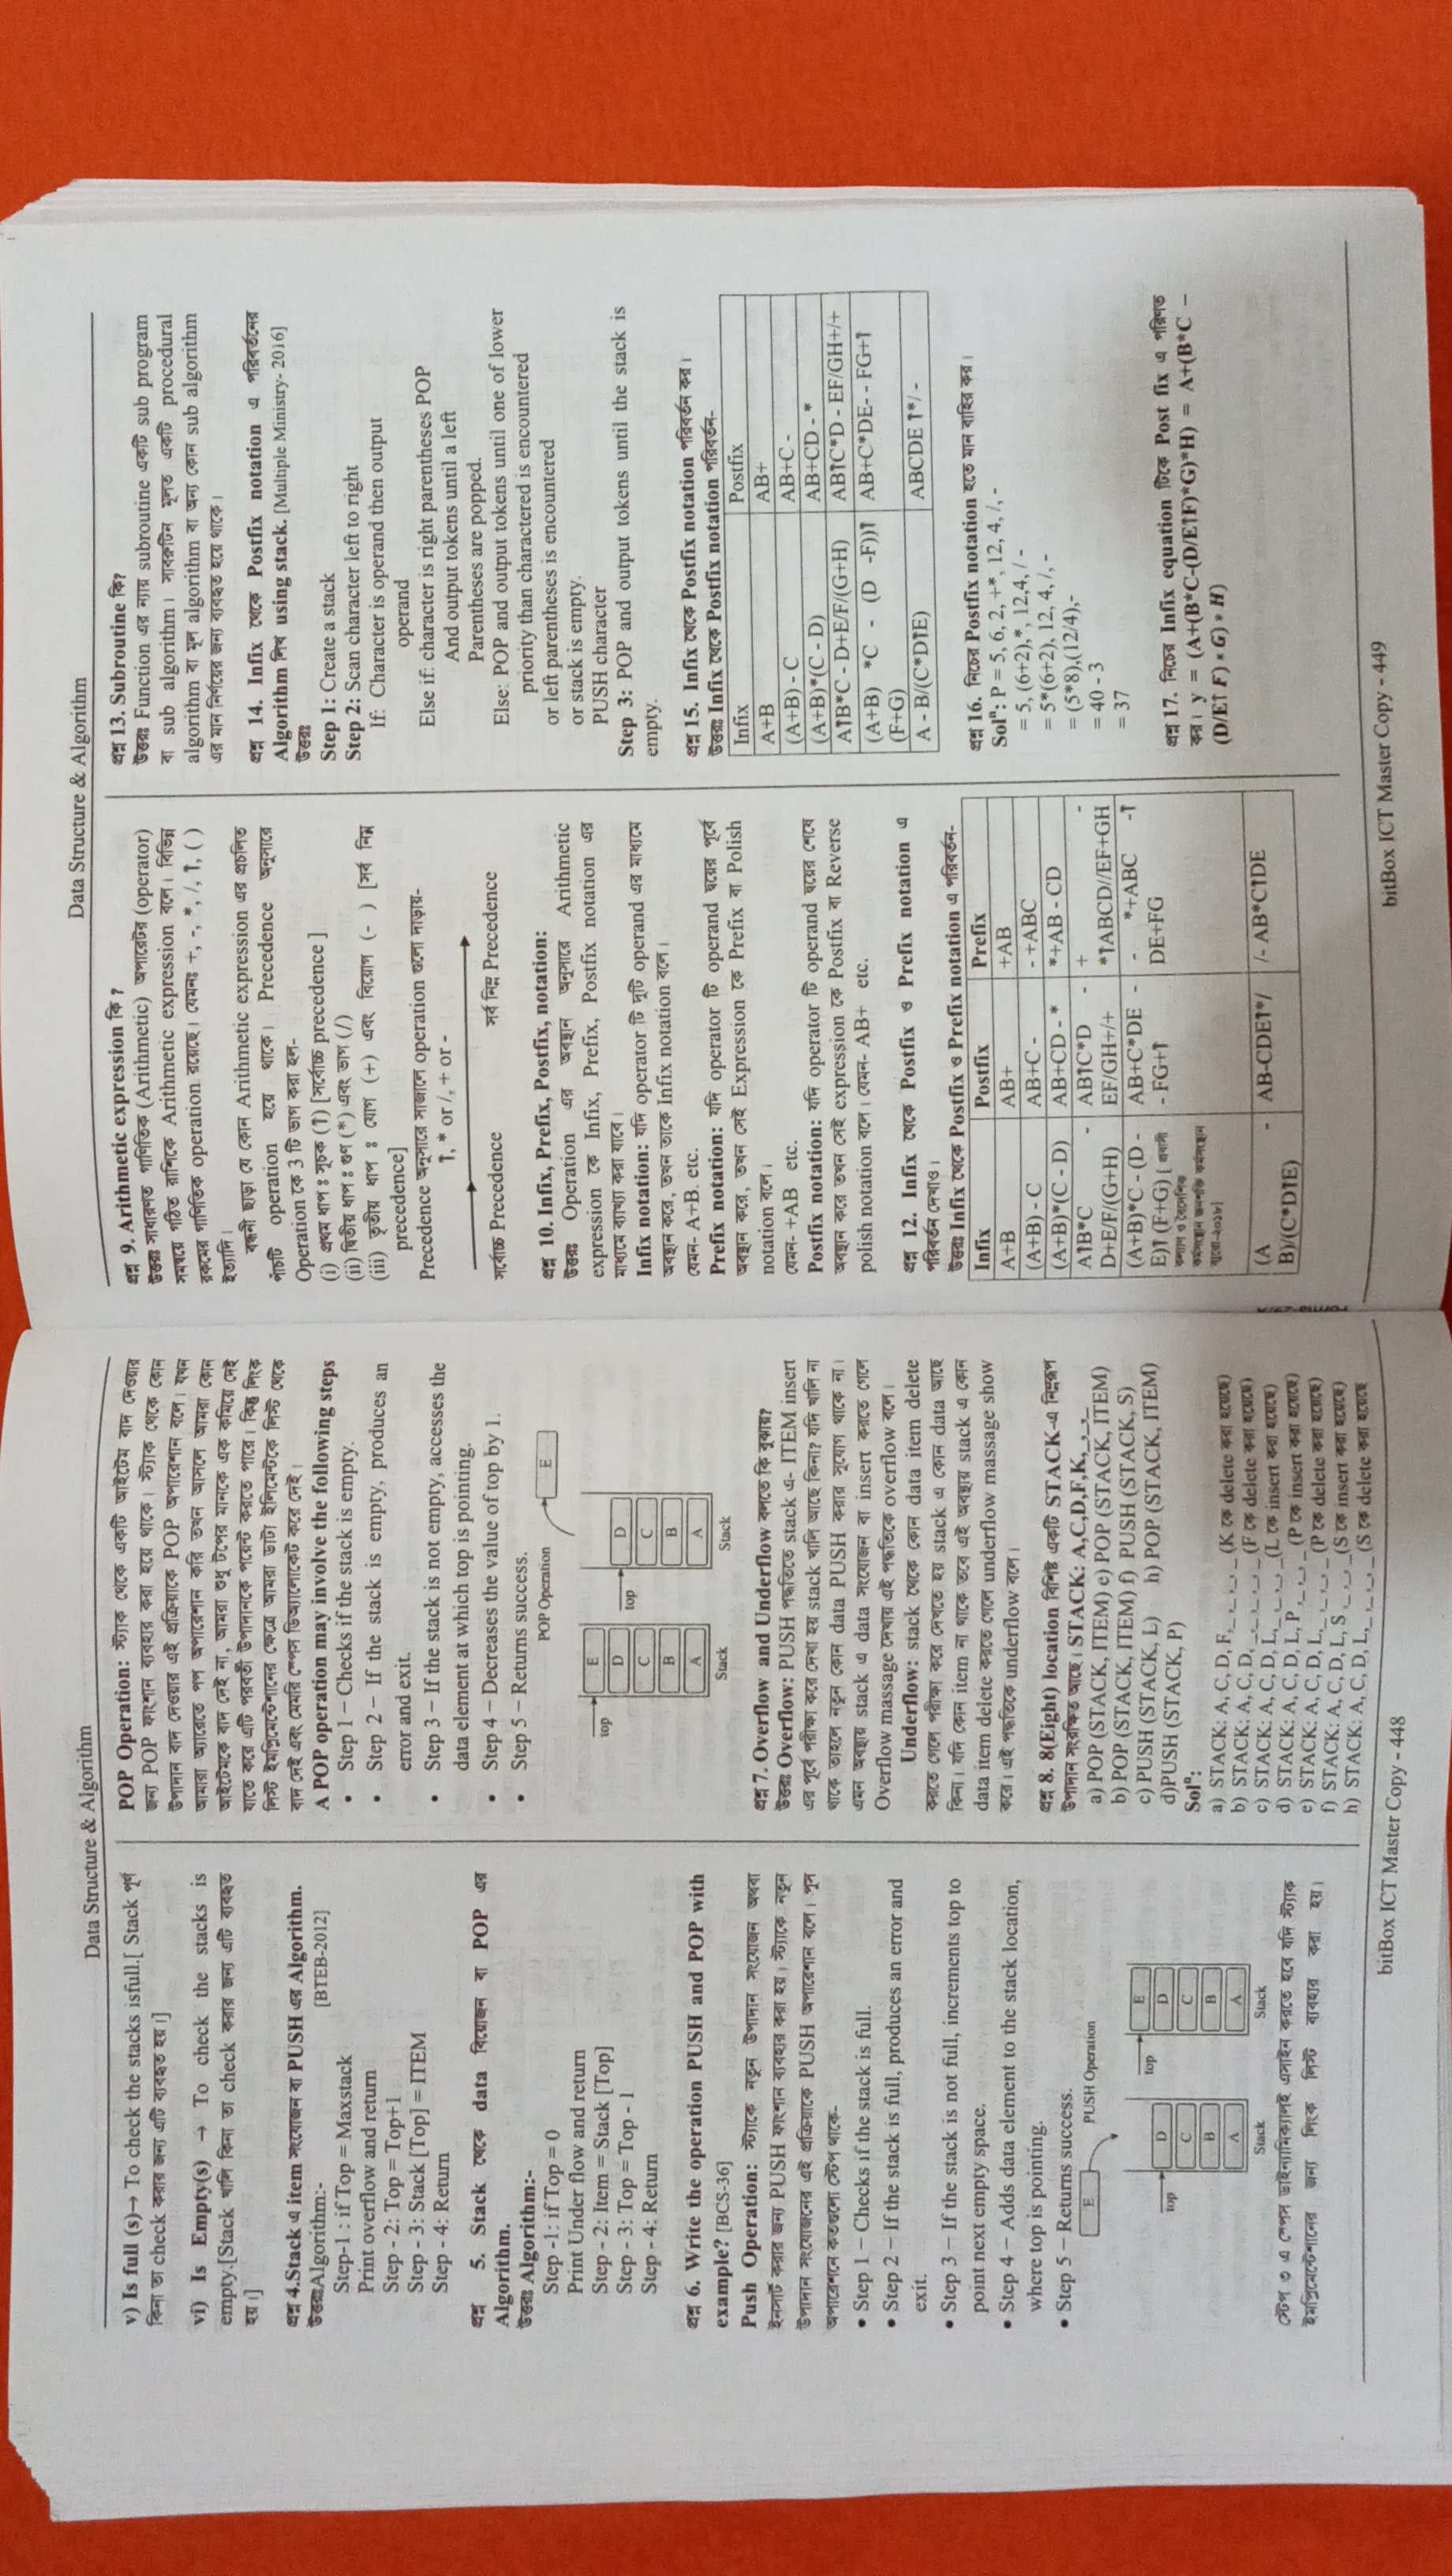 Data Structure & Algorithm
v) Is full (s)→ To check the stacks isfull.[ Stack পূর্ণ
কিনা তা check করার জন্য এটি ব্যবহৃত হয়।]
vi) Is Empty(s) → To check the stacks is
empty.[Stack খালি কিনা তা check করার জন্য এটি ব্যবহৃত
হয়।]
প্রশ্ন 4.Stack এ item সংযোজন বা PUSH এর Algorithm.
উত্তরঃAlgorithm:- [BTEB-2012]
Step-1 : if Top = Maxstack
Print overflow and return
Step - 2: Top = Top+1
Step - 3: Stack [Top] = ITEM
Step - 4: Return
প্রশ্ন 5. Stack থেকে data বিয়োজন বা POP এর
Algorithm.
উত্তরঃ Algorithm:-
Step -1: if Top = 0
Print Under flow and return
Step - 2: Item = Stack [Top]
Step - 3: Top = Top - 1
Step - 4: Return
প্রশ্ন 6. Write the operation PUSH and POP with
example? [BCS-36]
Push Operation: স্ট্যাকে নতুন উপাদান সংযোজন অথবা
ইনসার্ট করার জন্য PUSH ফাংশান ব্যবহার করা হয়। স্ট্যাকে নতুন
উপাদান সংযোজনের এই প্রক্রিয়াকে PUSH অপারেশান বলে। পুস
অপারেশনে কতগুলো স্টেপ থাকে-
• Step 1 – Checks if the stack is full.
• Step 2 – If the stack is full, produces an error and
exit.
• Step 3 – If the stack is not full, increments top to
point next empty space.
• Step 4 – Adds data element to the stack location,
where top is pointing.
• Step 5 – Returns success.
E PUSH Operation
top E
top D D
C C
B B
A A
Stack Stack
স্টেপ ৩ এ স্পেস ডাইন্যামিক্যালই এসাইন করতে হবে যদি স্ট্যাক
ইমপ্লিমেন্টেশানের জন্য লিংক লিস্ট ব্যবহার করা হয়।
POP Operation: স্ট্যাক থেকে একটি আইটেম বাদ দেওয়ার
জন্য POP ফাংশান ব্যবহার করা হয়ে থাকে। স্ট্যাক থেকে কোন
উপাদান বাদ দেওয়ার এই প্রক্রিয়াকে POP অপারেশান বলে। যখন
আমারা অ্যারেতে পপ অপারেশান করি তখন আসলে আমরা কোন
আইটেমকে বাদ দেই না, আমরা শুধু টপের মানকে এক কমিয়ে দেই
যাতে করে এটি পরবর্তী উপাদানকে পয়েন্ট করতে পারে। কিন্তু লিংক
লিস্ট ইমপ্লিমেন্টেশানের ক্ষেত্রে আমরা ডাটা ইলিমেন্টকে লিস্ট থেকে
বাদ দেই এবং মেমরি স্পেস ডিঅ্যালোকেট করে দেই।
A POP operation may involve the following steps
• Step 1 – Checks if the stack is empty.
• Step 2 – If the stack is empty, produces an
error and exit.
• Step 3 – If the stack is not empty, accesses the
data element at which top is pointing.
• Step 4 – Decreases the value of top by 1.
• Step 5 – Returns success.
POP Operation E
top E
D top D
C C
B B
A A
Stack Stack
প্রশ্ন 7. Overflow and Underflow বলতে কি বুঝায়?
উত্তরঃ Overflow: PUSH পদ্ধতিতে stack এ- ITEM insert
এর পূর্বে পরীক্ষা করে দেখা হয় stack খালি আছে কিনা? যদি খালি না
থাকে তাহলে নতুন কোন data PUSH করার সুযোগ থাকে না।
এমন অবস্থায় stack এ data সংযোজন বা insert করতে গেলে
Overflow massage দেখায় এই পদ্ধতিকে overflow বলে।
Underflow: stack থেকে কোন data item delete
করতে গেলে পরীক্ষা করে দেখতে হয় stack এ কোন data আছে
কিনা। যদি কোন item না থাকে তবে এই অবস্থায় stack এ কোন
data item delete করতে গেলে underflow massage show
করে। এই পদ্ধতিকে underflow বলে।
প্রশ্ন 8. 8(Eight) location বিশিষ্ট একটি STACK-এ নিম্নরূপ
উপাদান সংরক্ষিত আছে। STACK: A,C,D,F,K,_,_,_
a) POP (STACK, ITEM) e) POP (STACK, ITEM)
b) POP (STACK, ITEM) f) PUSH (STACK, S)
c) PUSH (STACK, L) h) POP (STACK, ITEM)
d)PUSH (STACK, P)
Solⁿ:
a) STACK: A, C, D, F,_ ,_ ,_ ,_ (K কে delete করা হয়েছে)
b) STACK: A, C, D, _ ,_ ,_ ,_ ,_ (F কে delete করা হয়েছে)
c) STACK: A, C, D, L,_ ,_ ,_ ,_ (L কে insert করা হয়েছে)
d) STACK: A, C, D, L, P ,_ ,_ ,_ (P কে insert করা হয়েছে)
e) STACK: A, C, D, L,_ ,_ ,_ ,_ (P কে delete করা হয়েছে)
f) STACK: A, C, D, L, S ,_ ,_ ,_ (S কে insert করা হয়েছে)
h) STACK: A, C, D, L,_ ,_ ,_ ,_ (S কে delete করা হয়েছে
bitBox ICT Master Copy - 448
Data Structure & Algorithm
প্রশ্ন 9. Arithmetic expression কি ?
উত্তরঃ সাধারণত গাণিতিক (Arithmetic) অপারেটর (operator)
সমন্বয়ে গঠিত রাশিকে Arithmetic expression বলে। বিভিন্ন
রকমের গাণিতিক operation রয়েছে। যেমনঃ +, -, *, /, ↑, ( )
ইত্যাদি।
বন্ধনী ছাড়া যে কোন Arithmetic expression এর প্রচলিত
পাঁচটি operation হয়ে থাকে। Precedence অনুসারে
Operation কে 3 টি ভাগ করা হল-
(i) প্রথম ধাপ ঃ সূচক (↑) [সর্বোচ্চ precedence ]
(ii) দ্বিতীয় ধাপ ঃ গুণ (*) এবং ভাগ (/)
(iii) তৃতীয় ধাপ ঃ যোগ (+) এবং বিয়োগ (- ) [সর্ব নিম্ন
precedence]
Precedence অনুসারে সাজালে operation গুলো দাড়ায়-
↑, * or /, + or -
সর্বোচ্চ Precedence সর্ব নিম্ন Precedence
প্রশ্ন 10. Infix, Prefix, Postfix, notation:
উত্তরঃ Operation এর অবস্থান অনুসারে Arithmetic
expression কে Infix, Prefix, Postfix notation এর
মাধ্যমে ব্যাখ্যা করা যাবে।
Infix notation: যদি operator টি দুটি operand এর মাধ্যমে
অবস্থান করে, তখন তাকে Infix notation বলে।
যেমন- A+B. etc.
Prefix notation: যদি operator টি operand দ্বয়ের পূর্বে
অবস্থান করে, তখন সেই Expression কে Prefix বা Polish
notation বলে।
যেমন- +AB etc.
Postfix notation: যদি operator টি operand দ্বয়ের শেষে
অবস্থান করে তখন সেই expression কে Postfix বা Reverse
polish notation বলে। যেমন- AB+ etc.
প্রশ্ন 12. Infix থেকে Postfix ও Prefix notation এ
পরিবর্তন দেখাও।
উত্তরঃ Infix থেকে Postfix ও Prefix notation এ পরিবর্তন-
Infix Postfix Prefix
A+B AB+ +AB
(A+B) - C AB+C - - +ABC
(A+B)*(C - D) AB+CD - * *+AB - CD
A↑B*C - AB↑C*D - + -
D+E/F/(G+H) EF/GH+/+ *↑ABCD//EF+GH
(A+B)*C - (D - AB+C*DE - - *+ABC -↑
E)↑ (F+G) [ প্রবাসী - FG+↑ DE+FG
কল্যাণ ও বৈদেশিক
কর্মসংস্থান জনশক্তি কর্মসংস্থান
ব্যুরো-২০১৮]
(A - AB-CDE↑*/ /- AB*C↑DE
B)/(C*D↑E)
প্রশ্ন 13. Subroutine কি?
উত্তরঃ Function এর ন্যায় subroutine একটি sub program
বা sub algorithm। সাবরুটিন মূলত একটি procedural
algorithm বা মূল algorithm বা অন্য কোন sub algorithm
এর মান নির্ণয়ের জন্য ব্যবহৃত হয়ে থাকে।
প্রশ্ন 14. Infix থেকে Postfix notation এ পরিবর্তনের
Algorithm লিখ using stack. [Multiple Ministry- 2016]
উত্তরঃ
Step 1: Create a stack
Step 2: Scan character left to right
If: Character is operand then output
operand
Else if: character is right parentheses POP
And output tokens until a left
Parentheses are popped.
Else: POP and output tokens until one of lower
priority than charactered is encountered
or left parentheses is encountered
or stack is empty.
PUSH character
Step 3: POP and output tokens until the stack is
empty.
প্রশ্ন 15. Infix থেকে Postfix notation পরিবর্তন কর।
উত্তরঃ Infix থেকে Postfix notation পরিবর্তন-
Infix Postfix
A+B AB+
(A+B) - C AB+C -
(A+B)*(C - D) AB+CD - *
A↑B*C - D+E/F/(G+H) AB↑C*D - EF/GH+/+
(A+B) *C - (D -F))↑ AB+C*DE- - FG+↑
(F+G)
A - B/(C*D↑E) ABCDE ↑*/ -
প্রশ্ন 16. নিচের Postfix notation হতে মান বাহির কর।
Solⁿ: P = 5, 6, 2, +*, 12, 4, /, -
= 5, (6+2),*, 12,4, / -
= 5*(6+2), 12, 4, /, -
= (5*8),(12/4),-
= 40 - 3
= 37
প্রশ্ন 17. নিচের Infix equation টিকে Post fix এ পরিণত
কর। y = (A+(B*C-(D/E↑F)*G)*H) = A+(B*C –
(D/E↑ F) * G) * H)
bitBox ICT Master Copy - 449